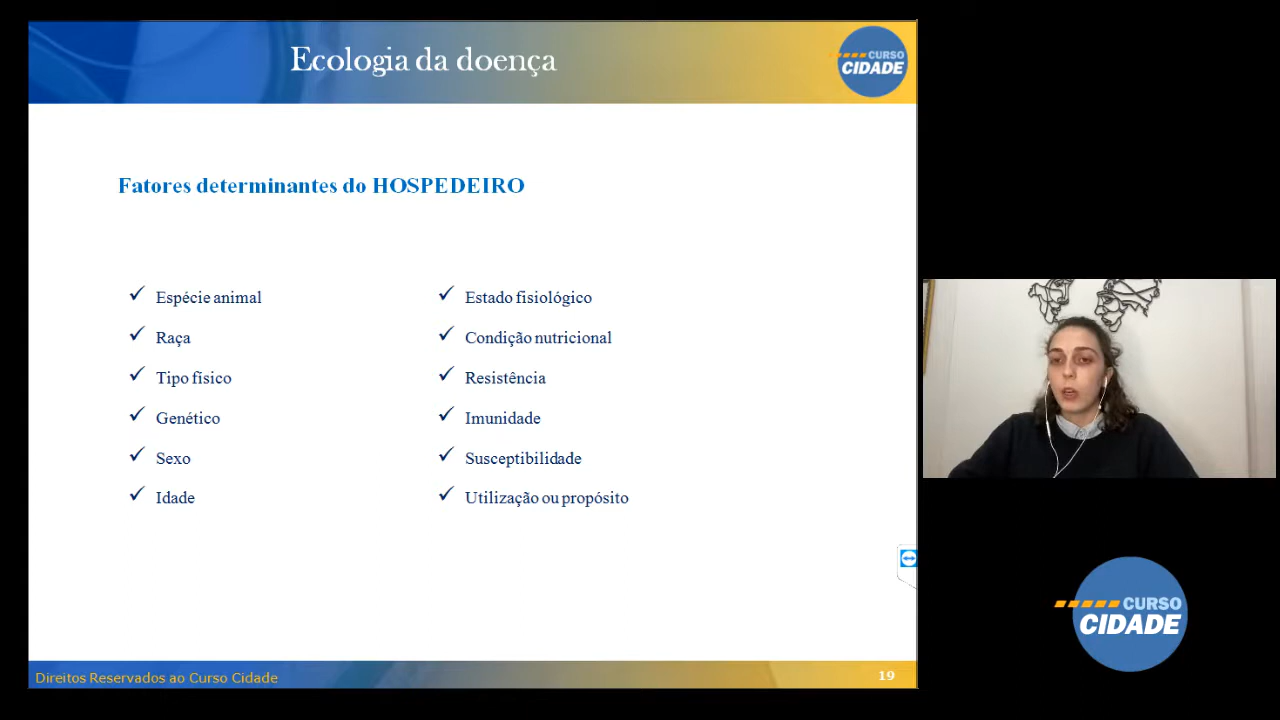 Ecologia da doença
CURSO
CIDADE
Fatores determinantes do HOSPEDEIRO
✓ Espécie animal
✓ Raça
✓ Tipo físico
✓ Genético
✓ Sexo
✓ Idade
✓ Estado fisiológico
✓ Condição nutricional
✓ Resistência
✓ Imunidade
✓ Susceptibilidade
✓ Utilização ou propósito
Direitos Reservados ao Curso Cidade
19
CURSO
CIDADE